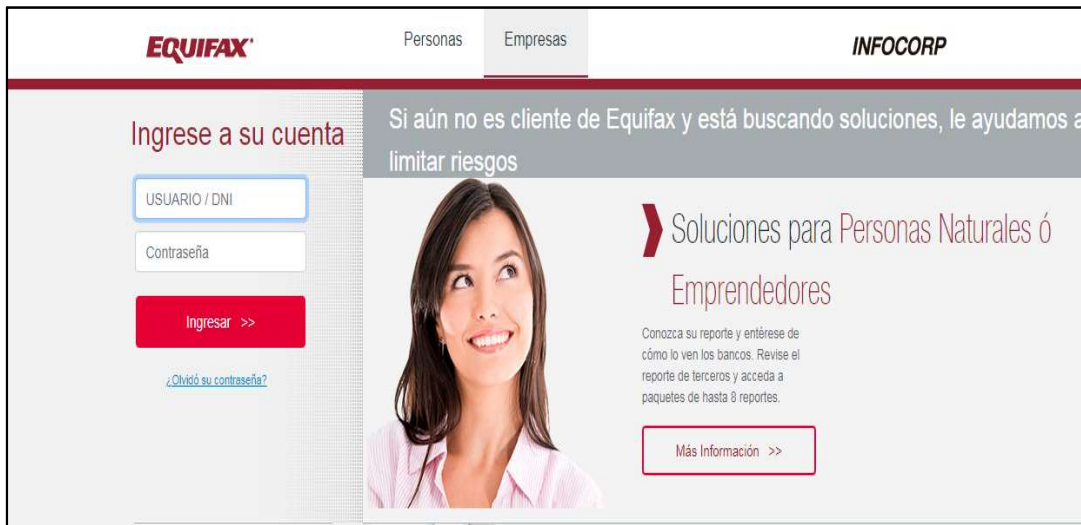 EQUIFAX
Personas
Empresas
INFOCORP
Ingrese a su cuenta
USUARIO / DNI
Contraseña
Ingresar >>
¿Olvidó su contraseña?
Si aún no es cliente de Equifax y está buscando soluciones, le ayudamos a
limitar riesgos
Soluciones para Personas Naturales ó
Emprendedores
Conozca su reporte y entérese de
cómo lo ven los bancos. Revise el
reporte de terceros y acceda a
paquetes de hasta 8 reportes.
Más Información >>